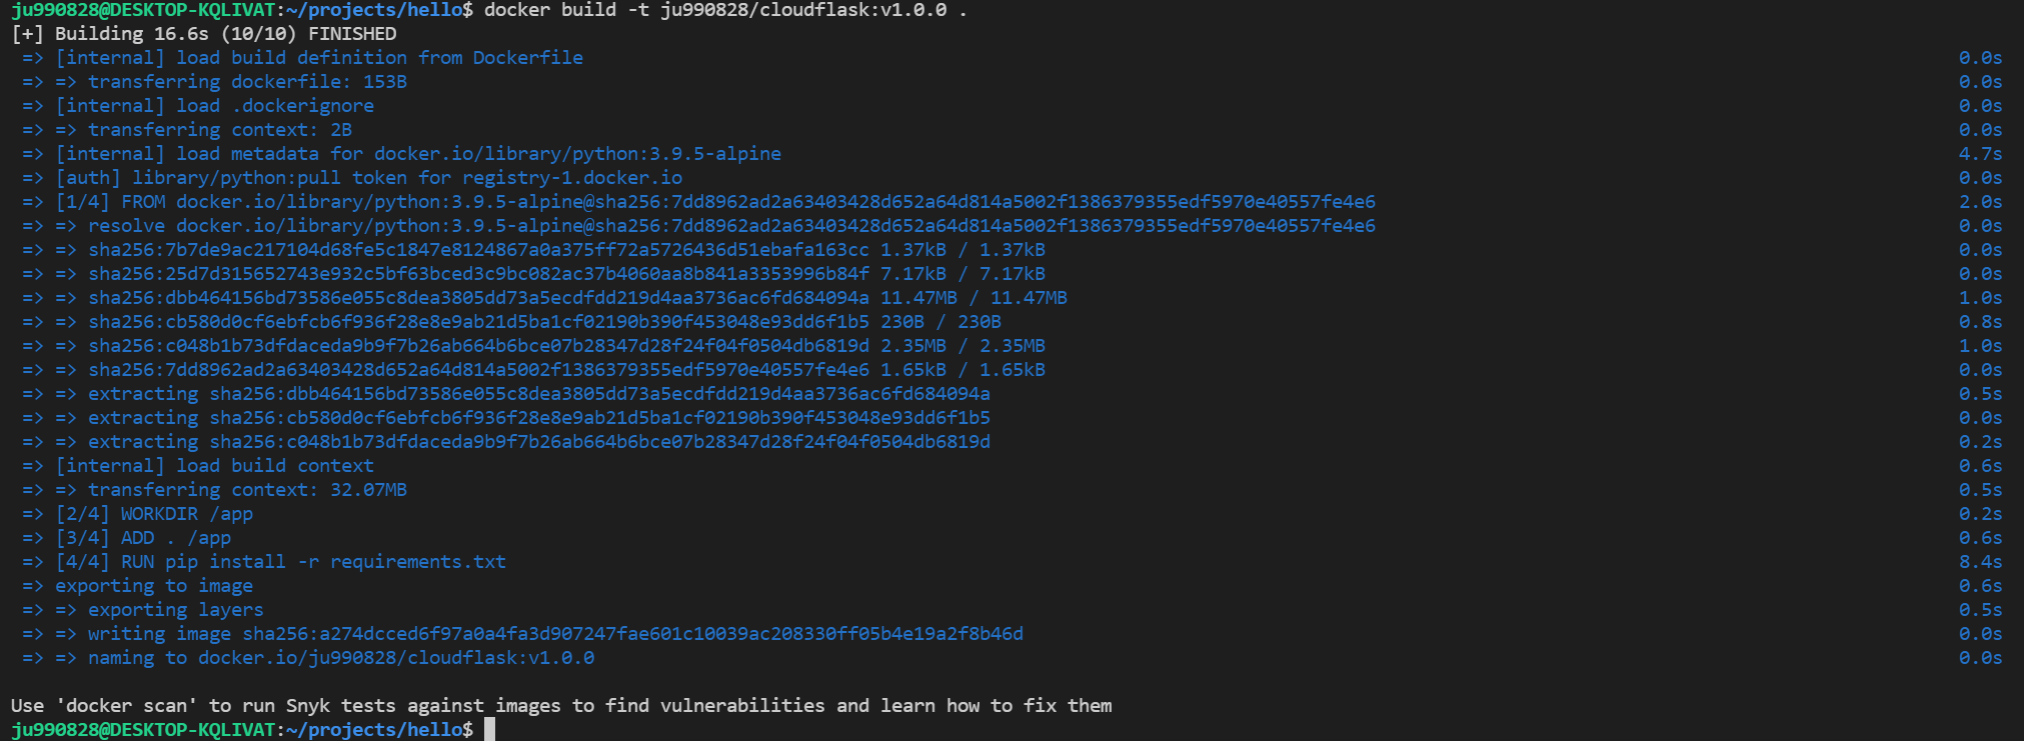 ju990828@DESKTOP-KQLIVAT:~/projects/hello$ docker build -t ju990828/cloudflask:v1.0.0 .
[+] Building 16.6s (10/10) FINISHED
=> [internal] load build definition from Dockerfile 0.0s
=> => transferring dockerfile: 153B 0.0s
=> [internal] load .dockerignore 0.0s
=> => transferring context: 2B 0.0s
=> [internal] load metadata for docker.io/library/python:3.9.5-alpine 4.7s
=> [auth] library/python:pull token for registry-1.docker.io 0.0s
=> [1/4] FROM docker.io/library/python:3.9.5-alpine@sha256:7dd8962ad2a63403428d652a64d814a5002f1386379355edf5970e40557fe4e6 2.0s
=> => resolve docker.io/library/python:3.9.5-alpine@sha256:7dd8962ad2a63403428d652a64d814a5002f1386379355edf5970e40557fe4e6 0.0s
=> => sha256:7b7de9ac217104d68fe5c1847e8124867a0a375ff72a5726436d51ebafa163cc 1.37kB / 1.37kB 0.0s
=> => sha256:25d7d315652743e932c5bf63bced3c9bc082ac37b4060aa8b841a3353996b84f 7.17kB / 7.17kB 0.0s
=> => sha256:dbb464156bd73586e055c8dea3805dd73a5ecdfdd219d4aa3736ac6fd684094a 11.47MB / 11.47MB 1.0s
=> => sha256:cb580d0cf6ebfcb6f936f28e8e9ab21d5ba1cf02190b390f453048e93dd6f1b5 230B / 230B 0.8s
=> => sha256:c048b1b73dfdaceda9b9f7b26ab664b6bce07b28347d28f24f04f0504db6819d 2.35MB / 2.35MB 1.0s
=> => sha256:7dd8962ad2a63403428d652a64d814a5002f1386379355edf5970e40557fe4e6 1.65kB / 1.65kB 0.0s
=> => extracting sha256:dbb464156bd73586e055c8dea3805dd73a5ecdfdd219d4aa3736ac6fd684094a 0.5s
=> => extracting sha256:cb580d0cf6ebfcb6f936f28e8e9ab21d5ba1cf02190b390f453048e93dd6f1b5 0.0s
=> => extracting sha256:c048b1b73dfdaceda9b9f7b26ab664b6bce07b28347d28f24f04f0504db6819d 0.2s
=> [internal] load build context 0.6s
=> => transferring context: 32.07MB 0.5s
=> [2/4] WORKDIR /app 0.2s
=> [3/4] ADD . /app 0.6s
=> [4/4] RUN pip install -r requirements.txt 8.4s
=> exporting to image 0.6s
=> => exporting layers 0.5s
=> => writing image sha256:a274dcced6f97a0a4fa3d907247fae601c10039ac208330ff05b4e19a2f8b46d 0.0s
=> => naming to docker.io/ju990828/cloudflask:v1.0.0 0.0s
Use 'docker scan' to run Snyk tests against images to find vulnerabilities and learn how to fix them
ju990828@DESKTOP-KQLIVAT:~/projects/hello$